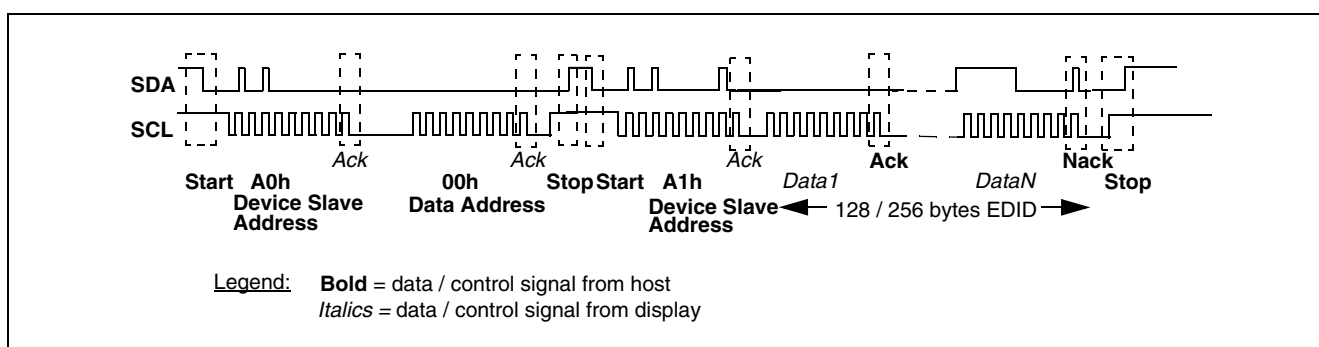 SDA
SCL
Ack Ack Ack Ack Nack
Start A0h 00h Stop Start A1h Data1 DataN Stop
Device Slave Address
Data Address
Device Slave Address
128 / 256 bytes EDID
Legend: Bold = data / control signal from host
Italics = data / control signal from display